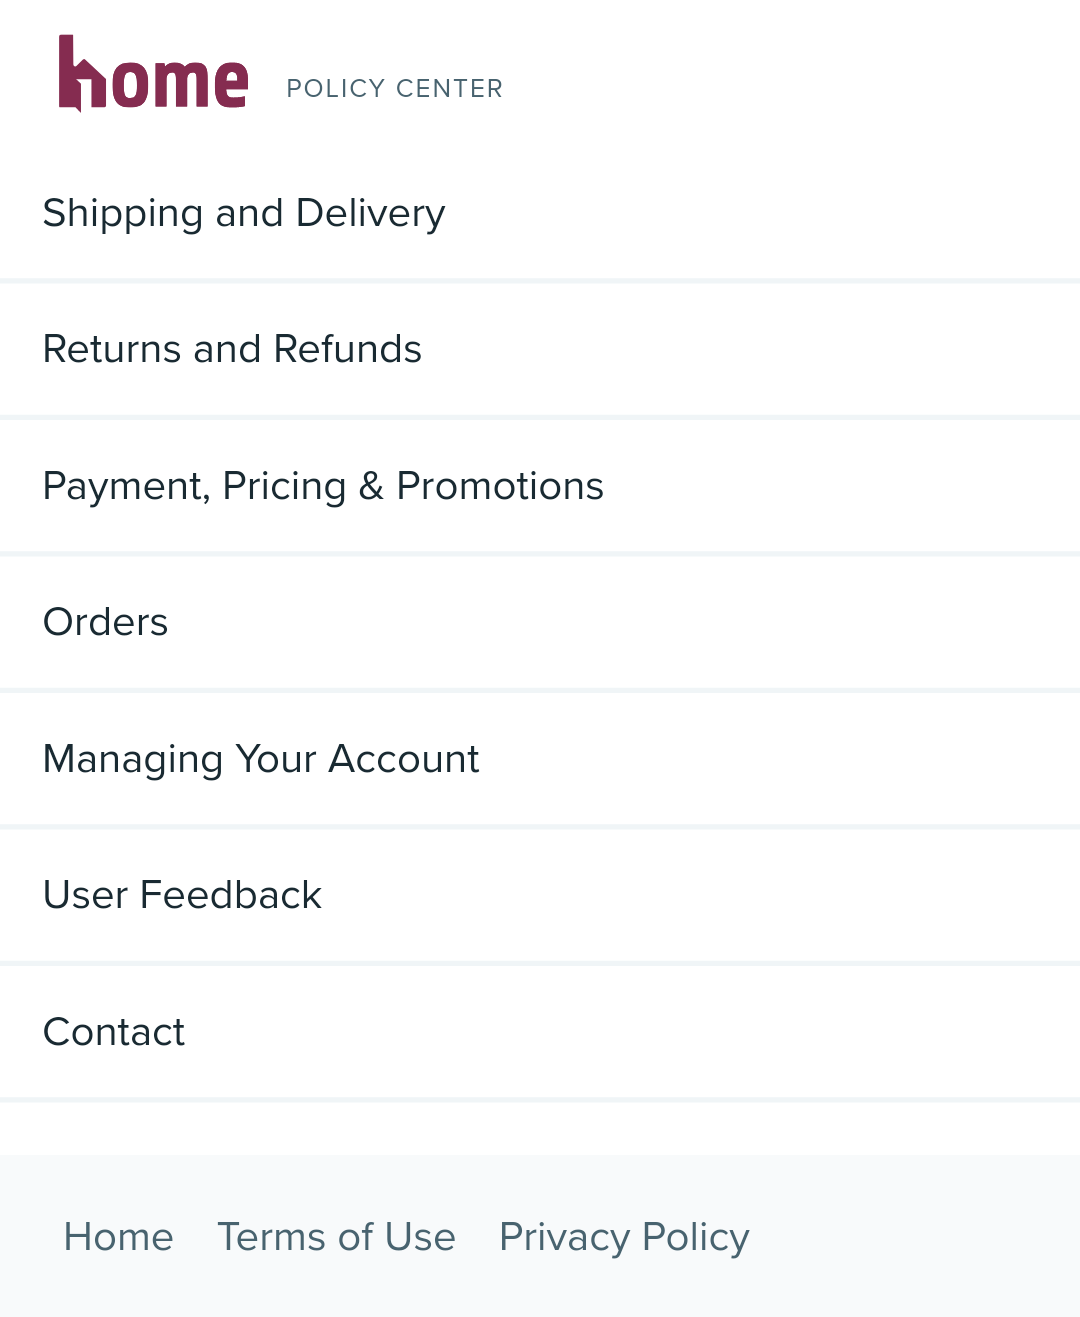 home POLICY CENTER
Shipping and Delivery
Returns and Refunds
Payment, Pricing & Promotions
Orders
Managing Your Account
User Feedback
Contact
Home Terms of Use Privacy Policy